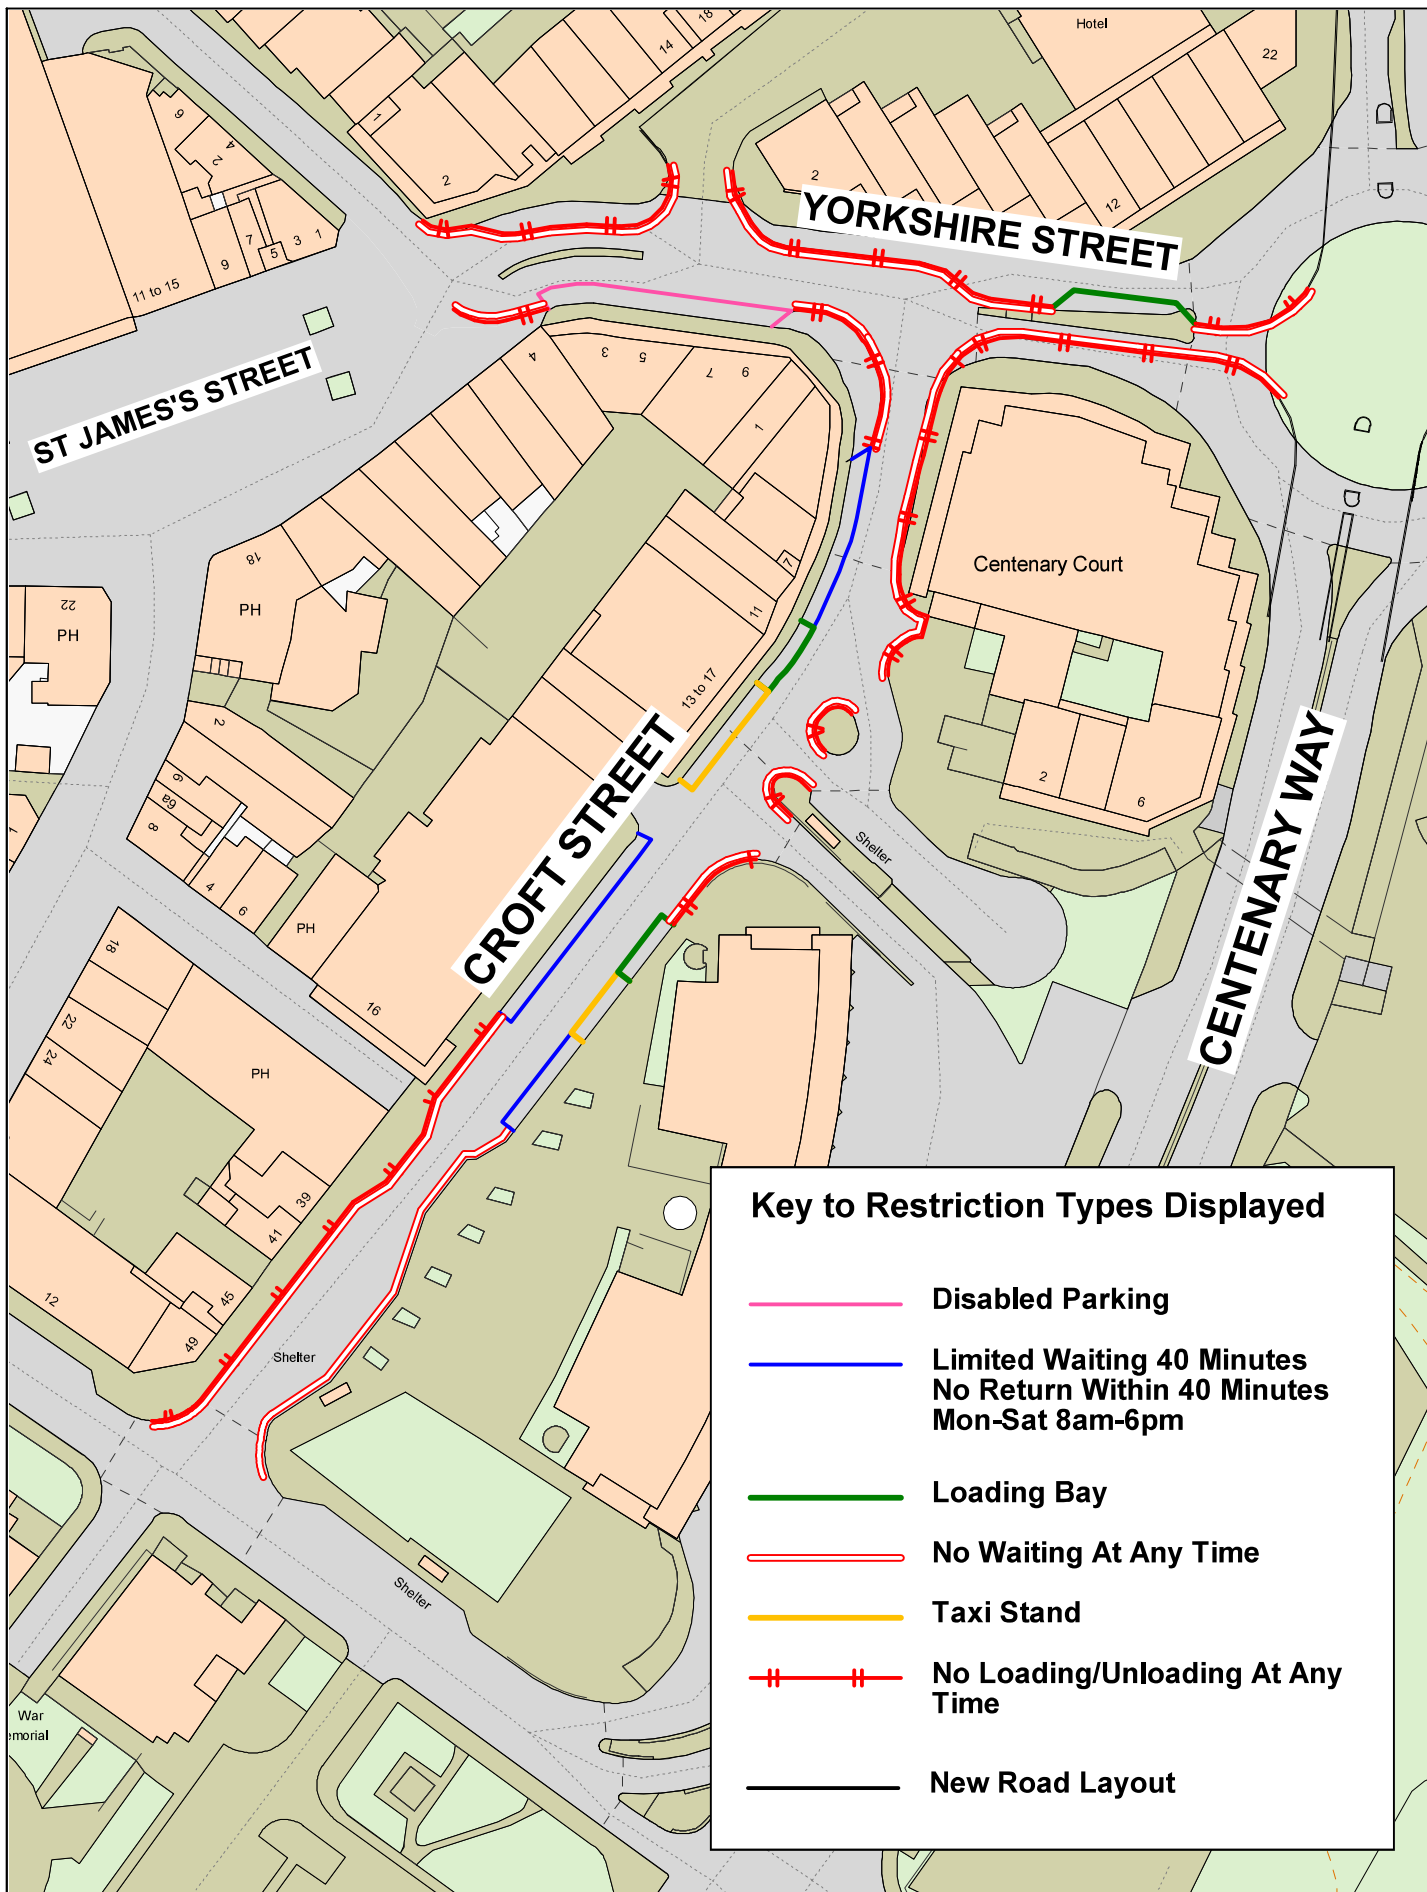 Hotel
18
14
22
1
2
6
4
2
2
12
YORKSHIRE STREET
7
5
3
1
9
11 to 15
ST JAMES'S STREET
4
3
5
7
9
1
7
11
13 to 17
Centenary Court
18
PH
22
PH
2
6
6a
8
4
6
PH
1
CROFT STREET
2
6
Shelter
CENTENARY WAY
16
18
22
24
PH
39
41
45
49
12
Shelter
Shelter
War
emorial
Key to Restriction Types Displayed
Disabled Parking
Limited Waiting 40 Minutes
No Return Within 40 Minutes
Mon-Sat 8am-6pm
Loading Bay
No Waiting At Any Time
Taxi Stand
No Loading/Unloading At Any
Time
New Road Layout